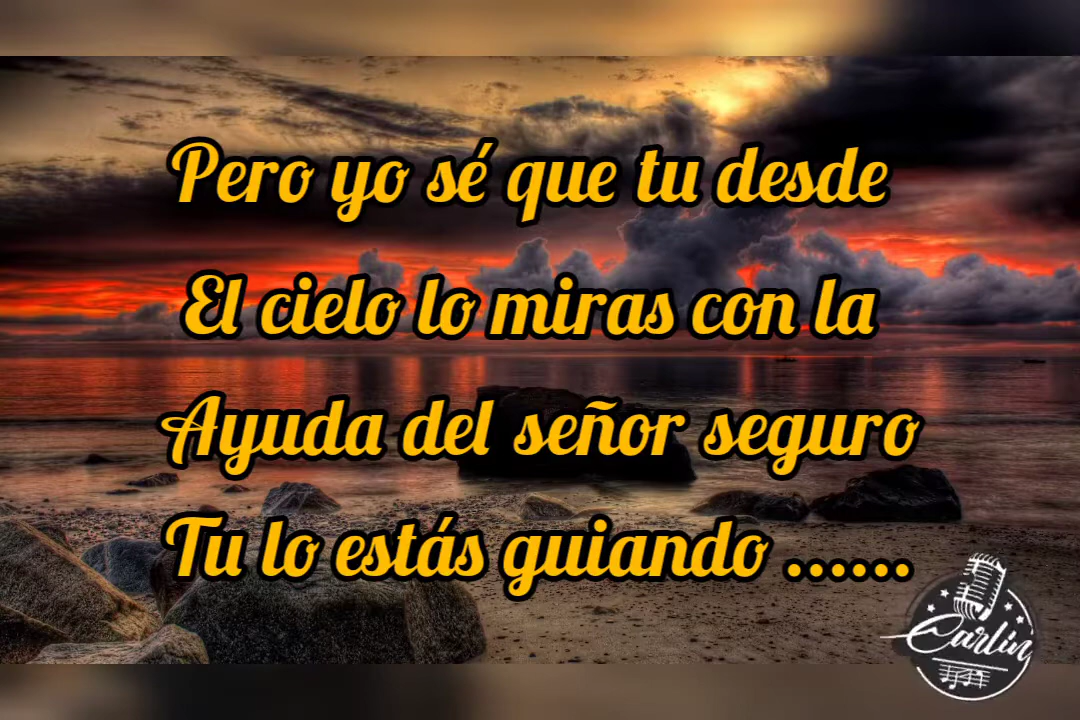 Pero yo sé que tu desde
El cielo lo miras con la
Ayuda del señor seguro
Tu lo estás guiando ......
Carlin